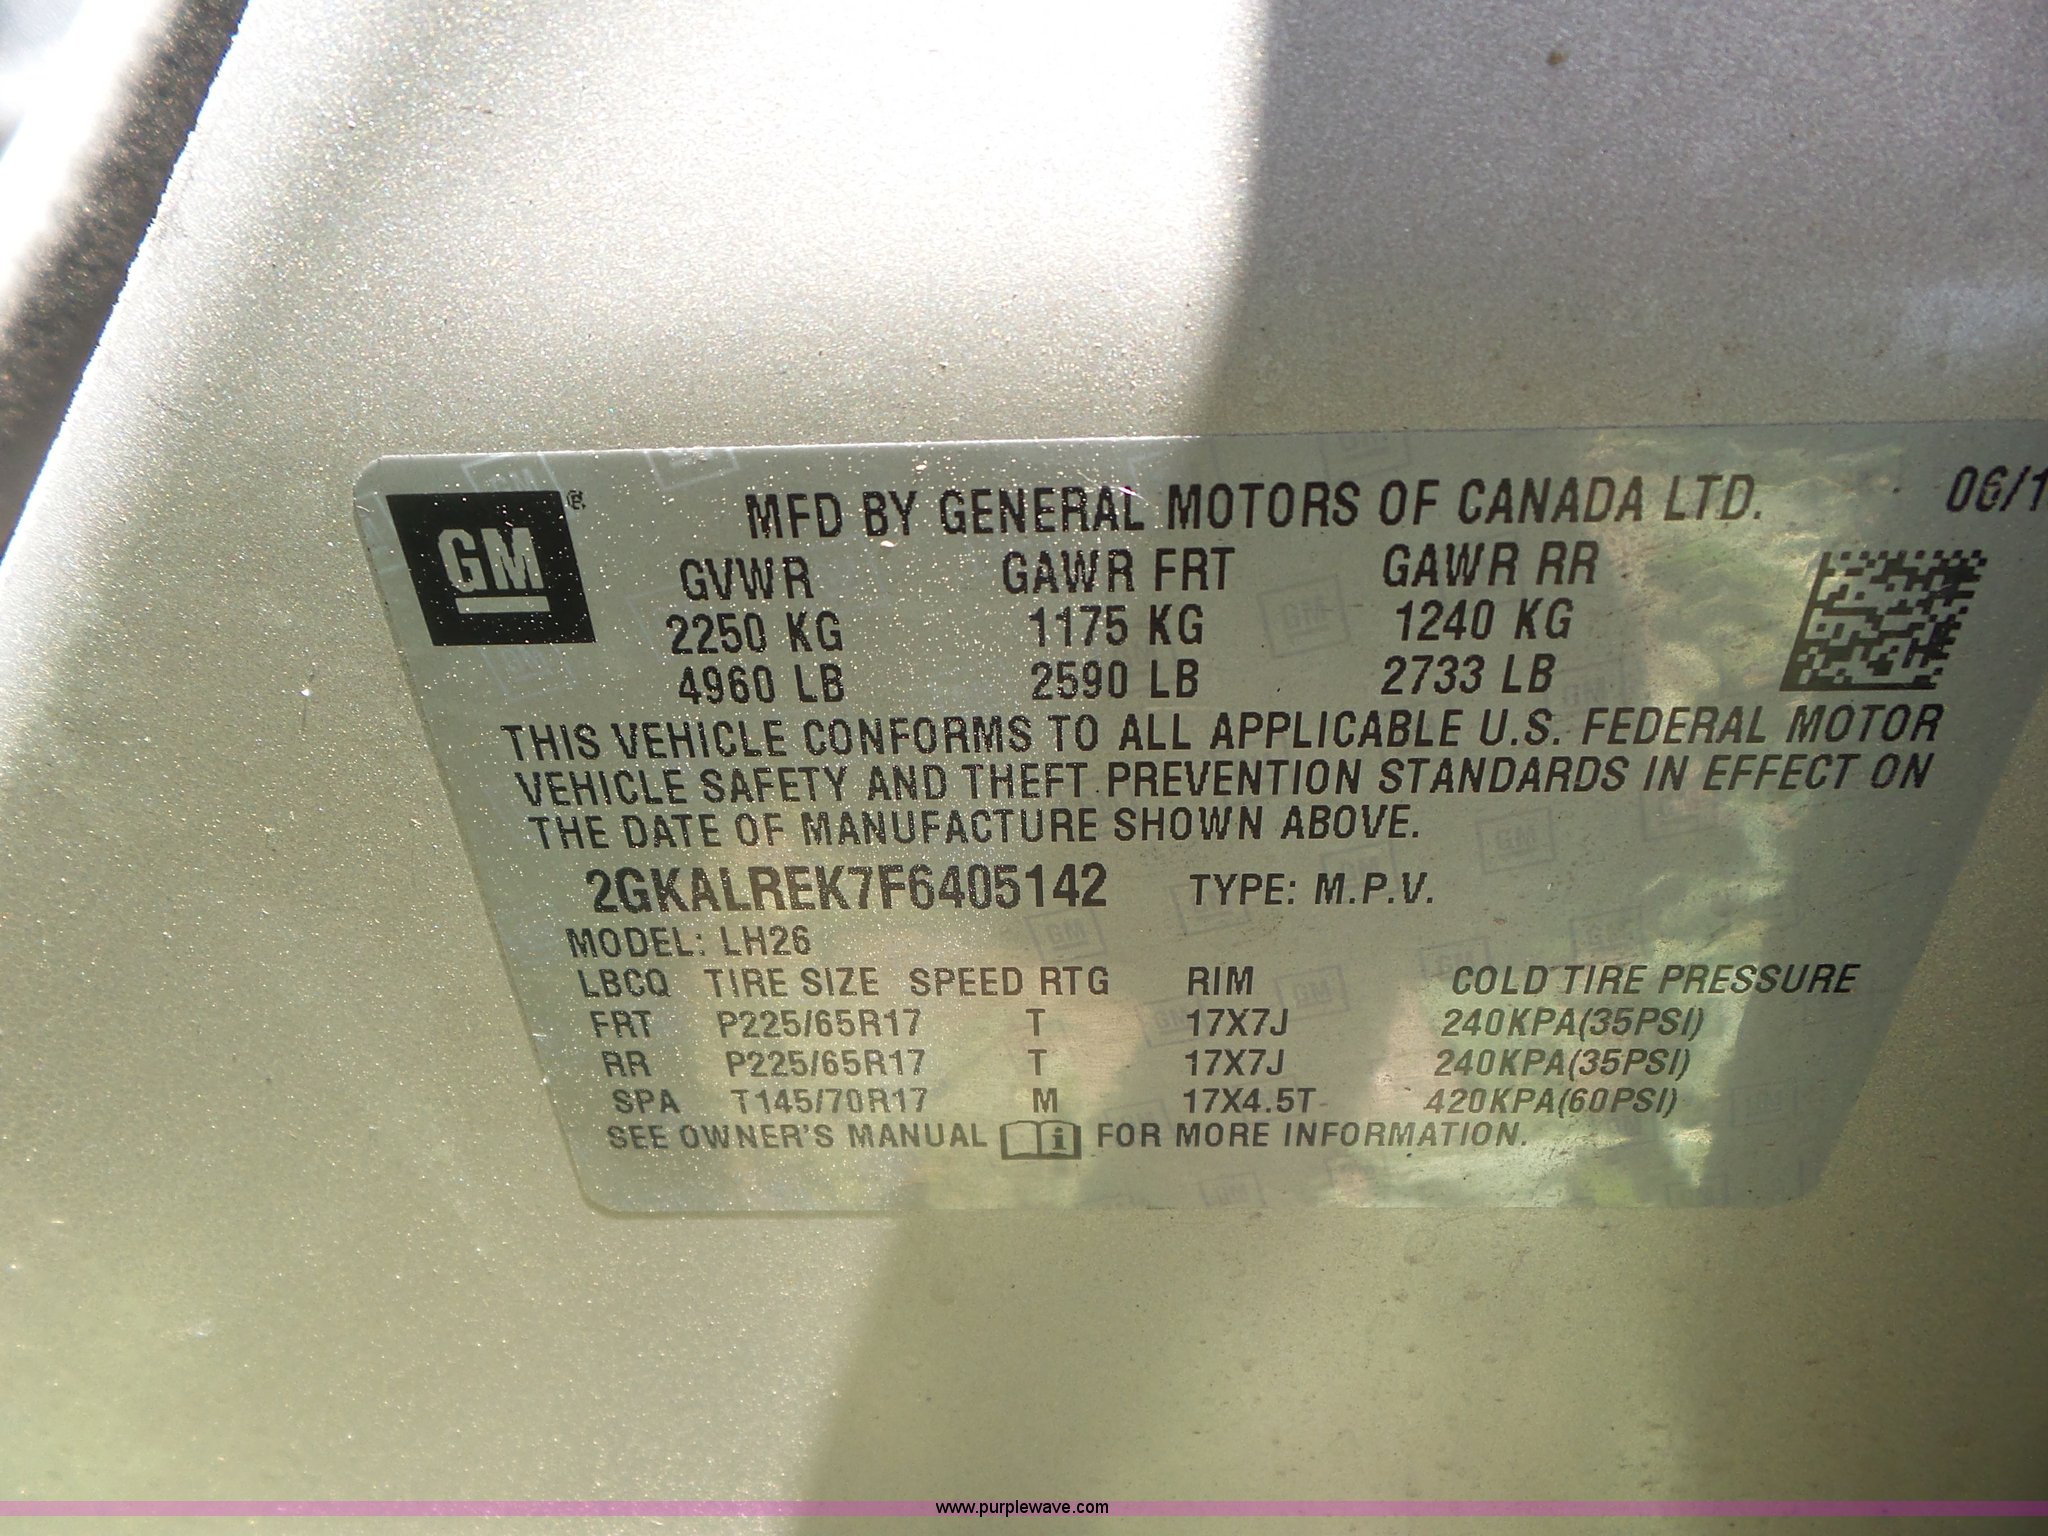 GM ®
MFD BY GENERAL MOTORS OF CANADA LTD. 06/1
GVWR GAWR FRT GAWR RR
2250 KG 1175 KG 1240 KG
4960 LB 2590 LB 2733 LB
THIS VEHICLE CONFORMS TO ALL APPLICABLE U.S. FEDERAL MOTOR
VEHICLE SAFETY AND THEFT PREVENTION STANDARDS IN EFFECT ON
THE DATE OF MANUFACTURE SHOWN ABOVE.
2GKALREK7F6405142 TYPE: M.P.V.
MODEL: LH26
LBCQ TIRE SIZE SPEED RTG RIM COLD TIRE PRESSURE
FRT P225/65R17 T 17X7J 240KPA(35PSI)
RR P225/65R17 T 17X7J 240KPA(35PSI)
SPA T145/70R17 M 17X4.5T 420KPA(60PSI)
SEE OWNER'S MANUAL FOR MORE INFORMATION.
www.purplewave.com